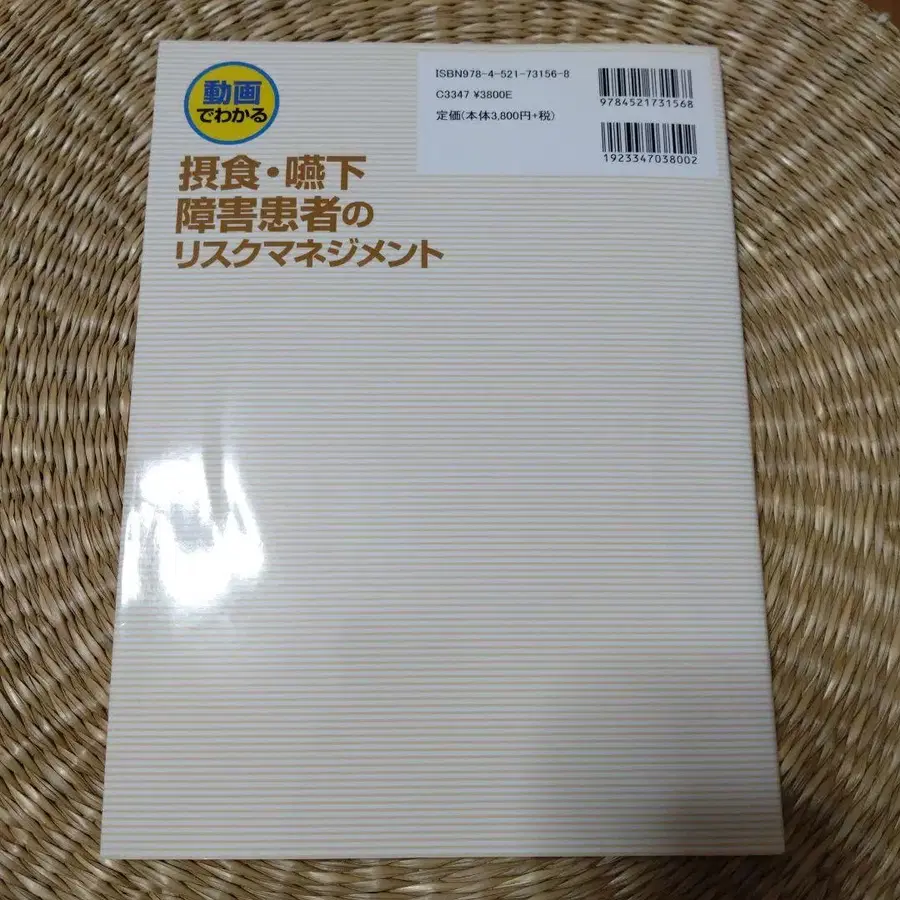 動画
でわかる
摂食・嚥下
障害患者の
リスクマネジメント
ISBN978-4-521-73156-8
C3347 ¥3800E
定価(本体3,800円+税)
9784521731568
1923347038002